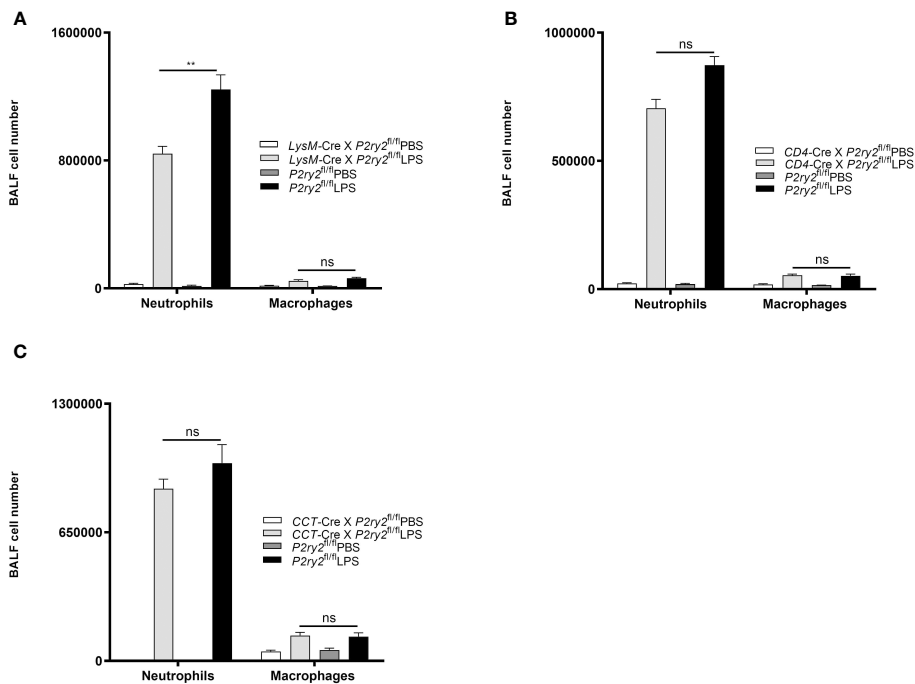 A
BALF cell number
1600000
800000
0
**
ns
Neutrophils
Macrophages
LysM-Cre X P2ry2fl/flPBS
LysM-Cre X P2ry2fl/flLPS
P2ry2fl/flPBS
P2ry2fl/flLPS
B
BALF cell number
1000000
500000
0
ns
ns
Neutrophils
Macrophages
CD4-Cre X P2ry2fl/flPBS
CD4-Cre X P2ry2fl/flLPS
P2ry2fl/flPBS
P2ry2fl/flLPS
C
BALF cell number
1300000
650000
0
ns
ns
Neutrophils
Macrophages
CCT-Cre X P2ry2fl/flPBS
CCT-Cre X P2ry2fl/flLPS
P2ry2fl/flPBS
P2ry2fl/flLPS